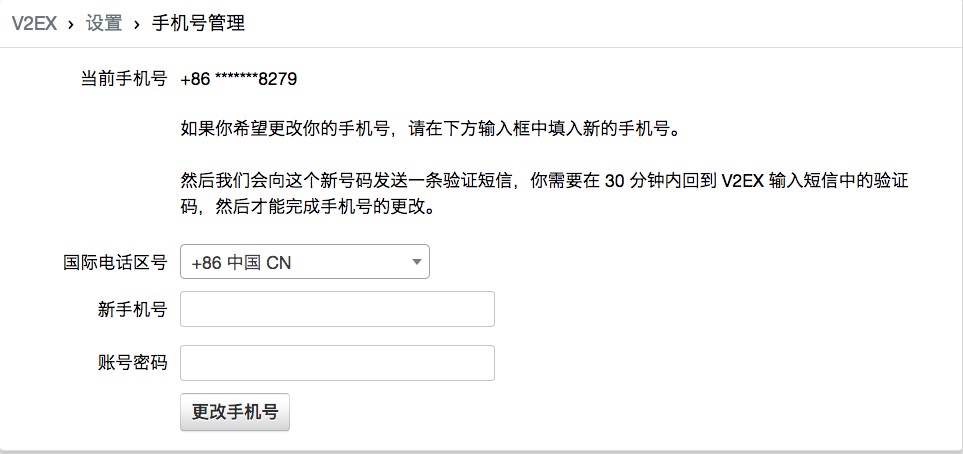 V2EX › 设置 › 手机号管理
当前手机号 +86 *******8279
如果你希望更改你的手机号，请在下方输入框中填入新的手机号。
然后我们会向这个新号码发送一条验证短信，你需要在 30 分钟内回到 V2EX 输入短信中的验证
码，然后才能完成手机号的更改。
国际电话区号 +86 中国 CN
新手机号
账号密码
更改手机号